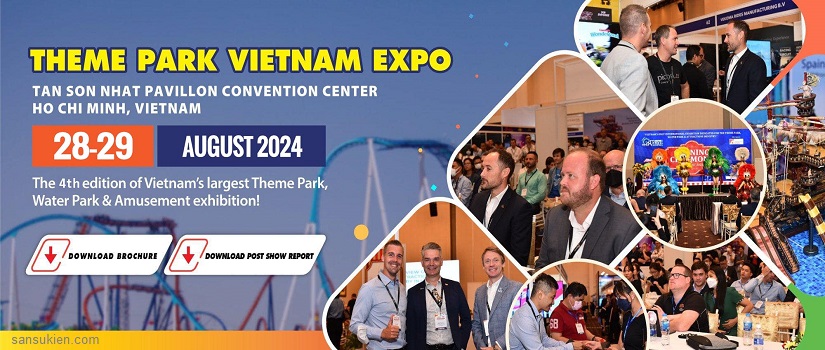 THEME PARK VIETNAM EXPO
TAN SON NHAT PAVILLON CONVENTION CENTER
HO CHI MINH, VIETNAM
28-29
AUGUST 2024
The 4th edition of Vietnam's largest Theme Park,
Water Park & Amusement exhibition!
DOWNLOAD BROCHURE
DOWNLOAD POST SHOW REPORT
sansukien.com
Spain